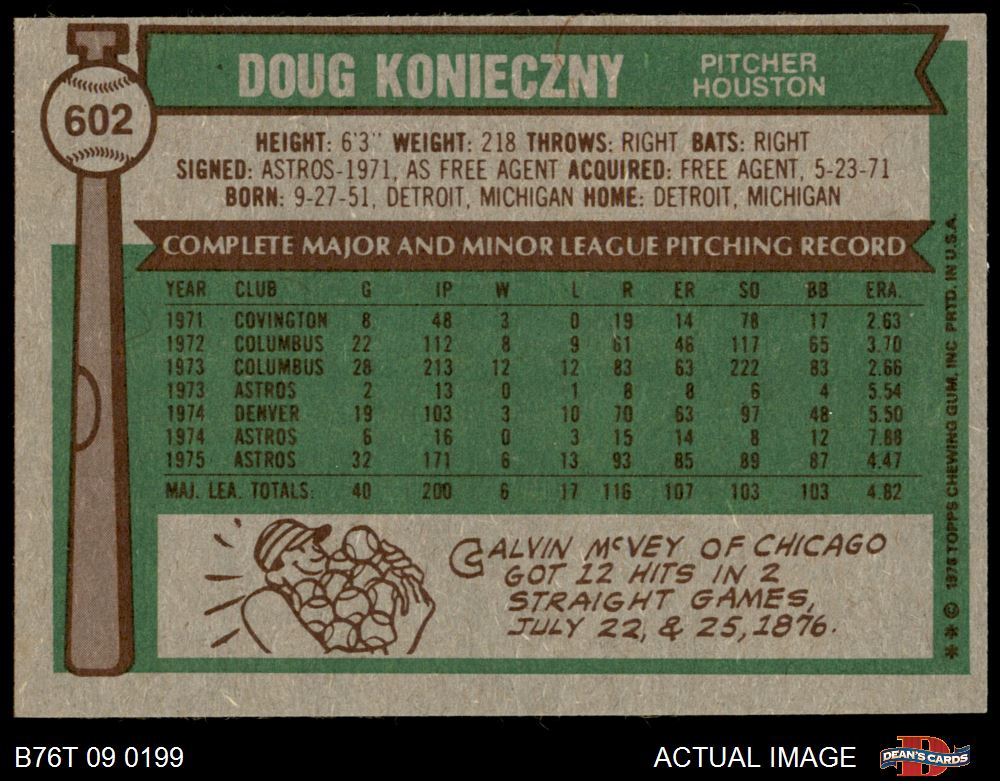 602
DOUG KONIECZNY
PITCHER
HOUSTON
HEIGHT: 6'3" WEIGHT: 218 THROWS: RIGHT BATS: RIGHT
SIGNED: ASTROS-1971, AS FREE AGENT ACQUIRED: FREE AGENT, 5-23-71
BORN: 9-27-51, DETROIT, MICHIGAN HOME: DETROIT, MICHIGAN
COMPLETE MAJOR AND MINOR LEAGUE PITCHING RECORD
YEAR CLUB G IP W L R ER SO BB ERA.
1971 COVINGTON 8 48 3 0 19 14 78 17 2.63
1972 COLUMBUS 22 112 8 9 61 46 117 65 3.70
1973 COLUMBUS 28 213 12 12 83 63 222 83 2.66
1973 ASTROS 2 13 0 1 8 8 6 4 5.54
1974 DENVER 19 103 3 10 70 63 97 48 5.50
1974 ASTROS 6 16 0 3 15 14 8 12 7.88
1975 ASTROS 32 171 6 13 93 85 89 87 4.47
MAJ. LEA. TOTALS: 40 200 6 17 116 107 103 103 4.82
CALVIN McVEY OF CHICAGO
GOT 12 HITS IN 2
STRAIGHT GAMES,
JULY 22, & 25, 1876.
** © 1976 TOPPS CHEWING GUM, INC PRTD. IN U.S.A.
B76T 09 0199
ACTUAL IMAGE
DEAN'S CARDS